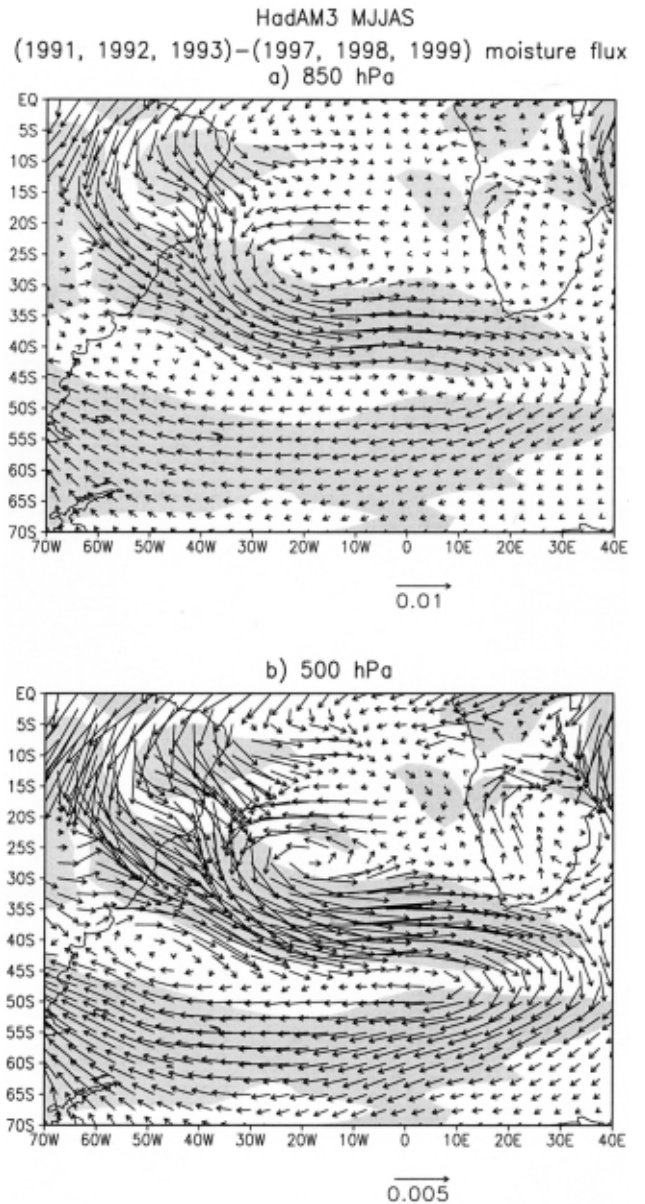 HadAM3 MJJAS
(1991, 1992, 1993)−(1997, 1998, 1999) moisture flux
a) 850 hPa
EQ
5S
10S
15S
20S
25S
30S
35S
40S
45S
50S
55S
60S
65S
70S
70W 60W 50W 40W 30W 20W 10W 0 10E 20E 30E 40E
0.01
b) 500 hPa
EQ
5S
10S
15S
20S
25S
30S
35S
40S
45S
50S
55S
60S
65S
70S
70W 60W 50W 40W 30W 20W 10W 0 10E 20E 30E 40E
0.005